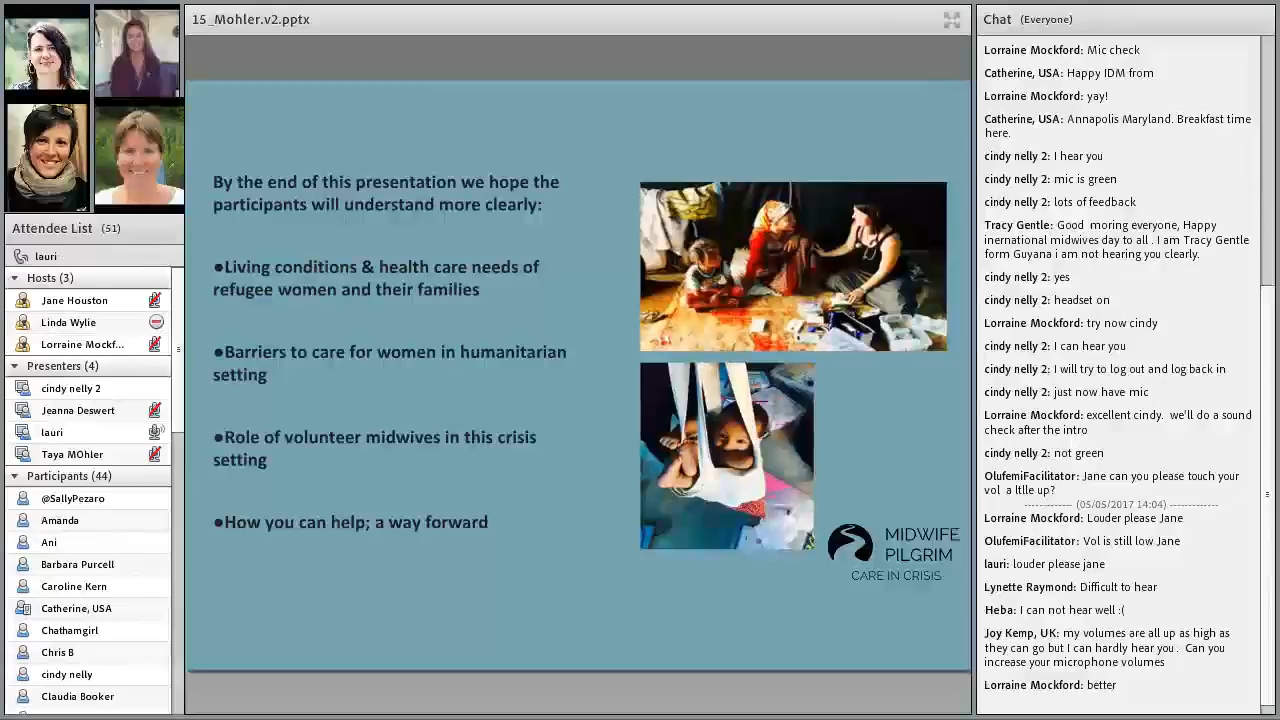 15_Mohler.v2.pptx
By the end of this presentation we hope the
participants will understand more clearly:
●Living conditions & health care needs of
refugee women and their families
●Barriers to care for women in humanitarian
setting
●Role of volunteer midwives in this crisis
setting
●How you can help; a way forward
MIDWIFE
PILGRIM
CARE IN CRISIS
Attendee List (51)
lauri
Hosts (3)
Jane Houston
Linda Wylie
Lorraine Mockf...
Presenters (4)
cindy nelly 2
Jeanna Deswert
lauri
Taya MOhler
Participants (44)
@SallyPezaro
Amanda
Ani
Barbara Purcell
Caroline Kern
Catherine, USA
Chathamgirl
Chris B
cindy nelly
Claudia Booker
Chat (Everyone)
Lorraine Mockford: Mic check
Catherine, USA: Happy IDM from
Lorraine Mockford: yay!
Catherine, USA: Annapolis Maryland. Breakfast time
here.
cindy nelly 2: I hear you
cindy nelly 2: mic is green
cindy nelly 2: lots of feedback
Tracy Gentle: Good moring everyone, Happy
inernational midwives day to all . I am Tracy Gentle
form Guyana i am not hearing you clearly.
cindy nelly 2: yes
cindy nelly 2: headset on
Lorraine Mockford: try now cindy
cindy nelly 2: I can hear you
cindy nelly 2: I will try to log out and log back in
cindy nelly 2: just now have mic
Lorraine Mockford: excellent cindy. we'll do a sound
check after the intro
cindy nelly 2: not green
OlufemiFacilitator: Jane can you please touch your
vol a ltlle up?
(05/05/2017 14:04)
Lorraine Mockford: Louder please Jane
OlufemiFacilitator: Vol is still low Jane
lauri: louder please jane
Lynette Raymond: Difficult to hear
Heba: I can not hear well :(
Joy Kemp, UK: my volumes are all up as high as
they can go but I can hardly hear you . Can you
increase your microphone volumes
Lorraine Mockford: better